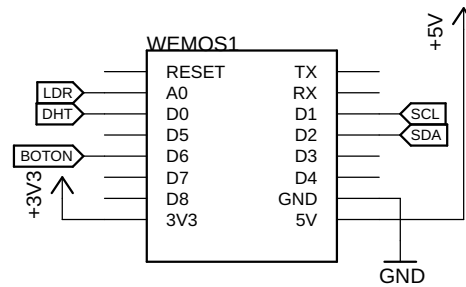 WEMOS1
+5V
RESET TX
LDR A0 RX
DHT D0 D1 SCL
D5 D2 SDA
BOTON D6 D3
D7 D4
+3V3 D8 GND
3V3 5V
GND